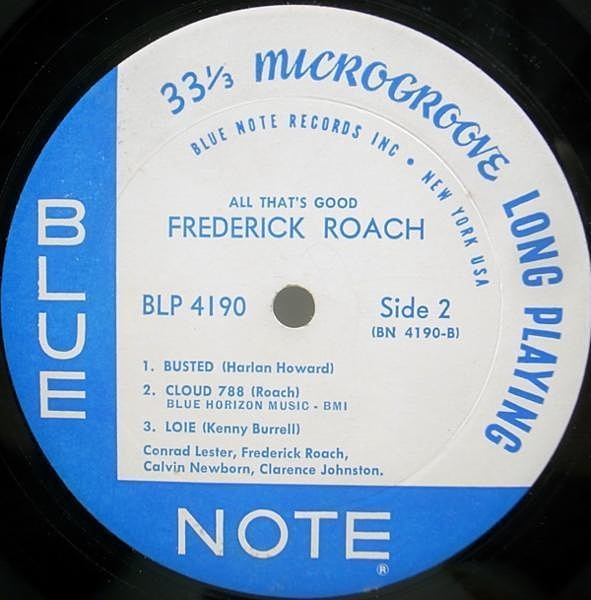 33⅓ MICROGROOVE LONG PLAYING
BLUE NOTE RECORDS INC • NEW YORK USA
ALL THAT'S GOOD
FREDERICK ROACH
BLP 4190
Side 2
(BN 4190-B)
1. BUSTED (Harlan Howard)
2. CLOUD 788 (Roach)
BLUE HORIZON MUSIC - BMI
3. LOIE (Kenny Burrell)
Conrad Lester, Frederick Roach,
Calvin Newborn, Clarence Johnston.
BLUE
NOTE ®